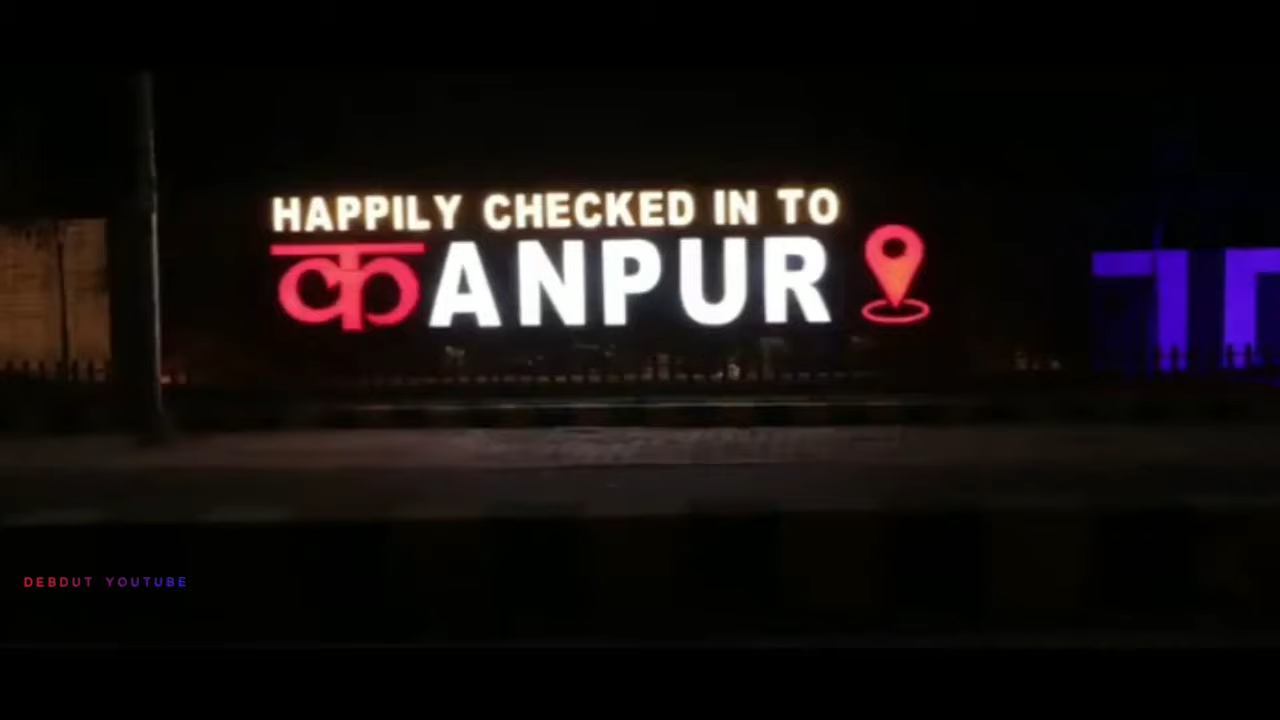 HAPPILY CHECKED IN TO
कANPUR
DEBDUT YOUTUBE